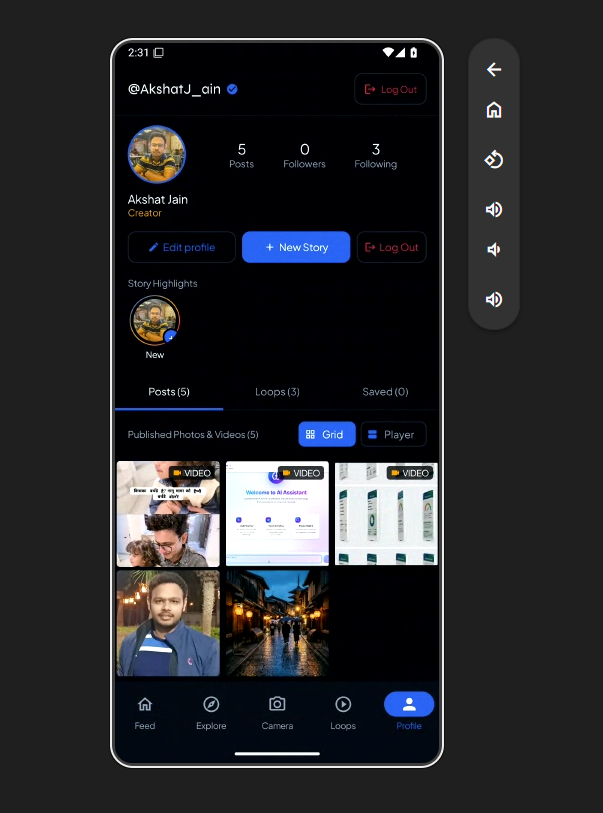 2:31
@AkshatJ_ain
Log Out
5
0
3
Posts
Followers
Following
Akshat Jain
Creator
Edit profile
+ New Story
Log Out
Story Highlights
New
Posts (5)
Loops (3)
Saved (0)
Published Photos & Videos (5)
Grid
Player
VIDEO
VIDEO
VIDEO
Welcome to AI Assistant
Feed
Explore
Camera
Loops
Profile